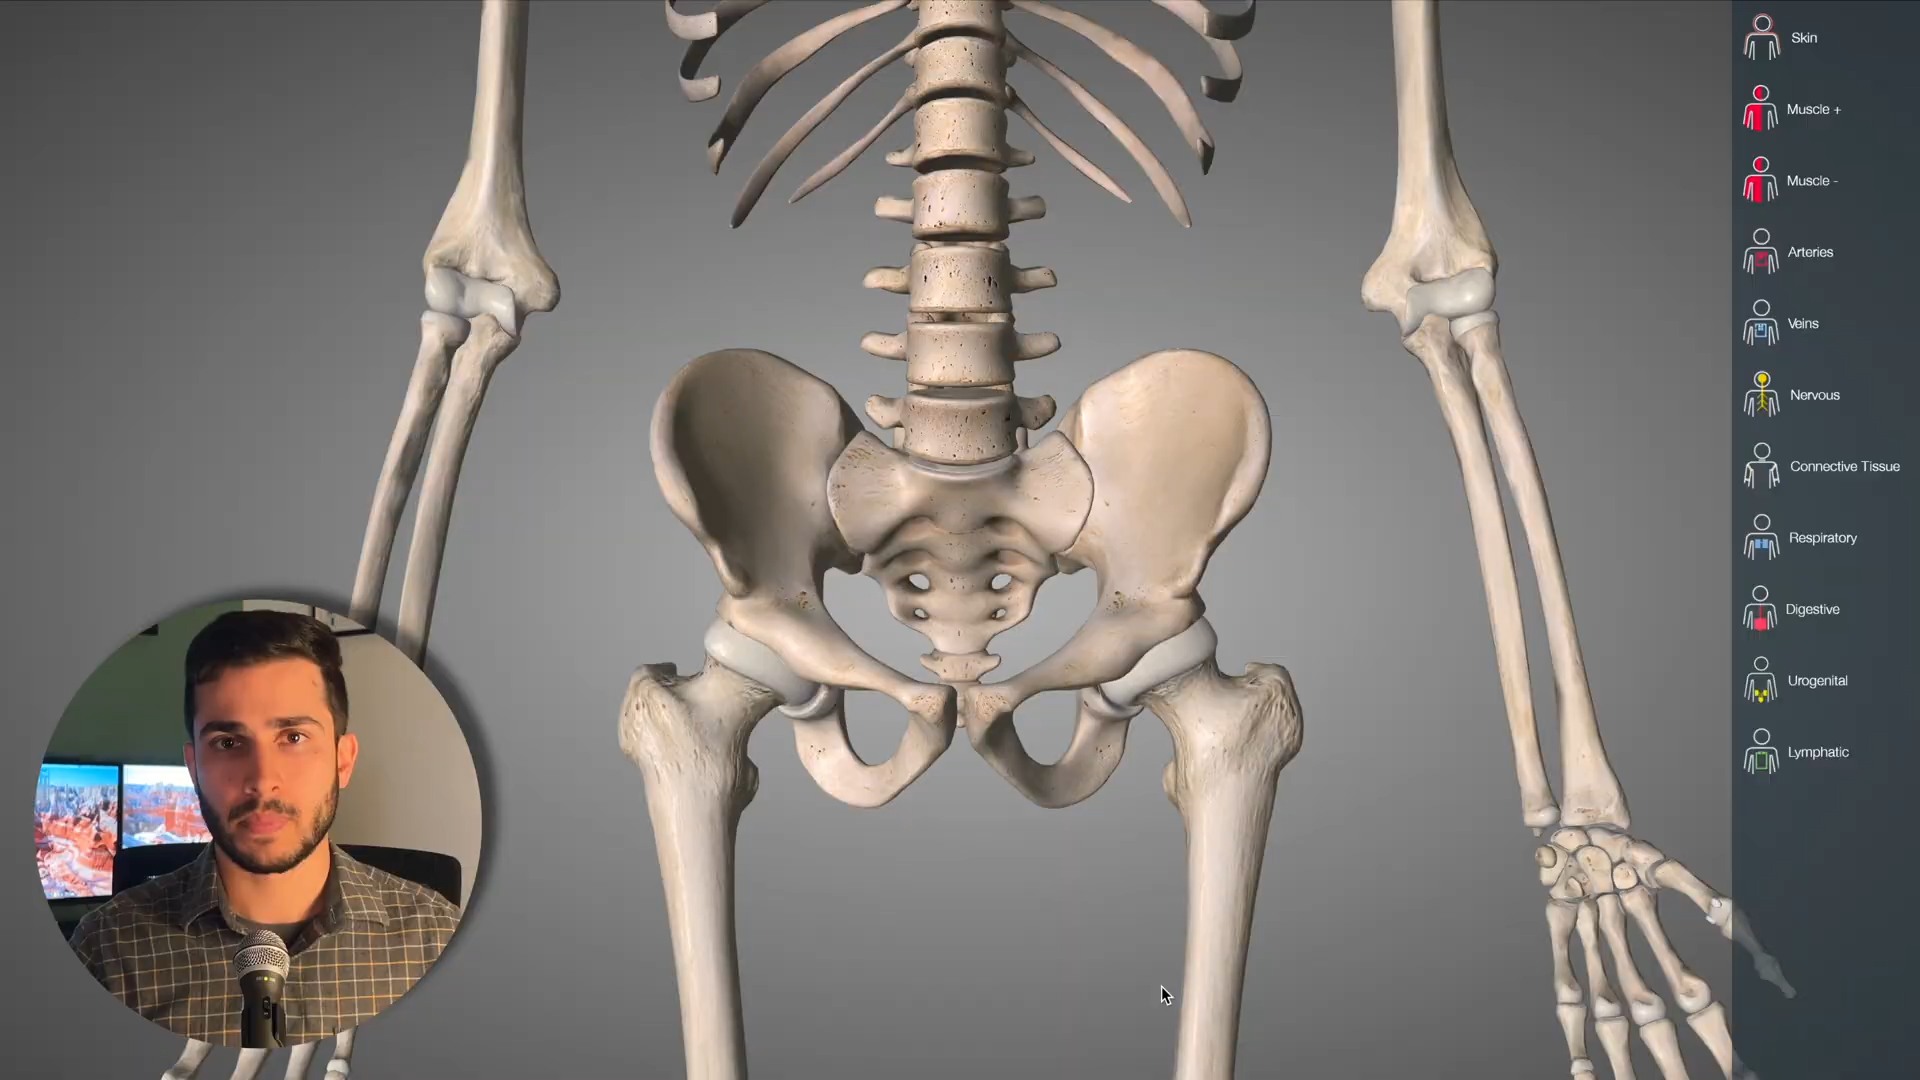 Skin
Muscle +
Muscle -
Arteries
Veins
Nervous
Connective Tissue
Respiratory
Digestive
Urogenital
Lymphatic